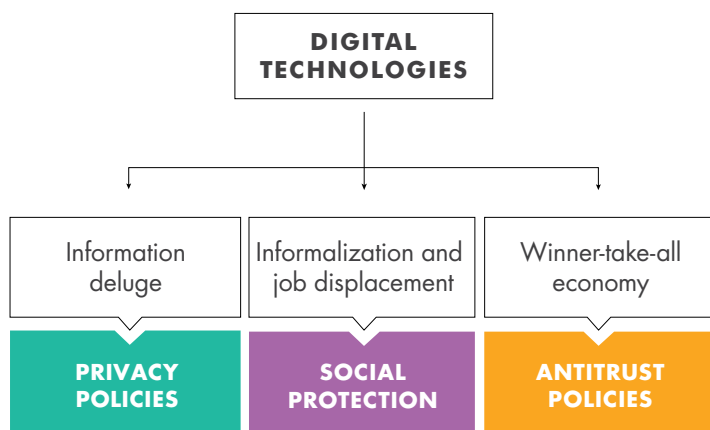 DIGITAL
TECHNOLOGIES
Information
deluge
Informalization and
job displacement
Winner-take-all
economy
PRIVACY
POLICIES
SOCIAL
PROTECTION
ANTITRUST
POLICIES